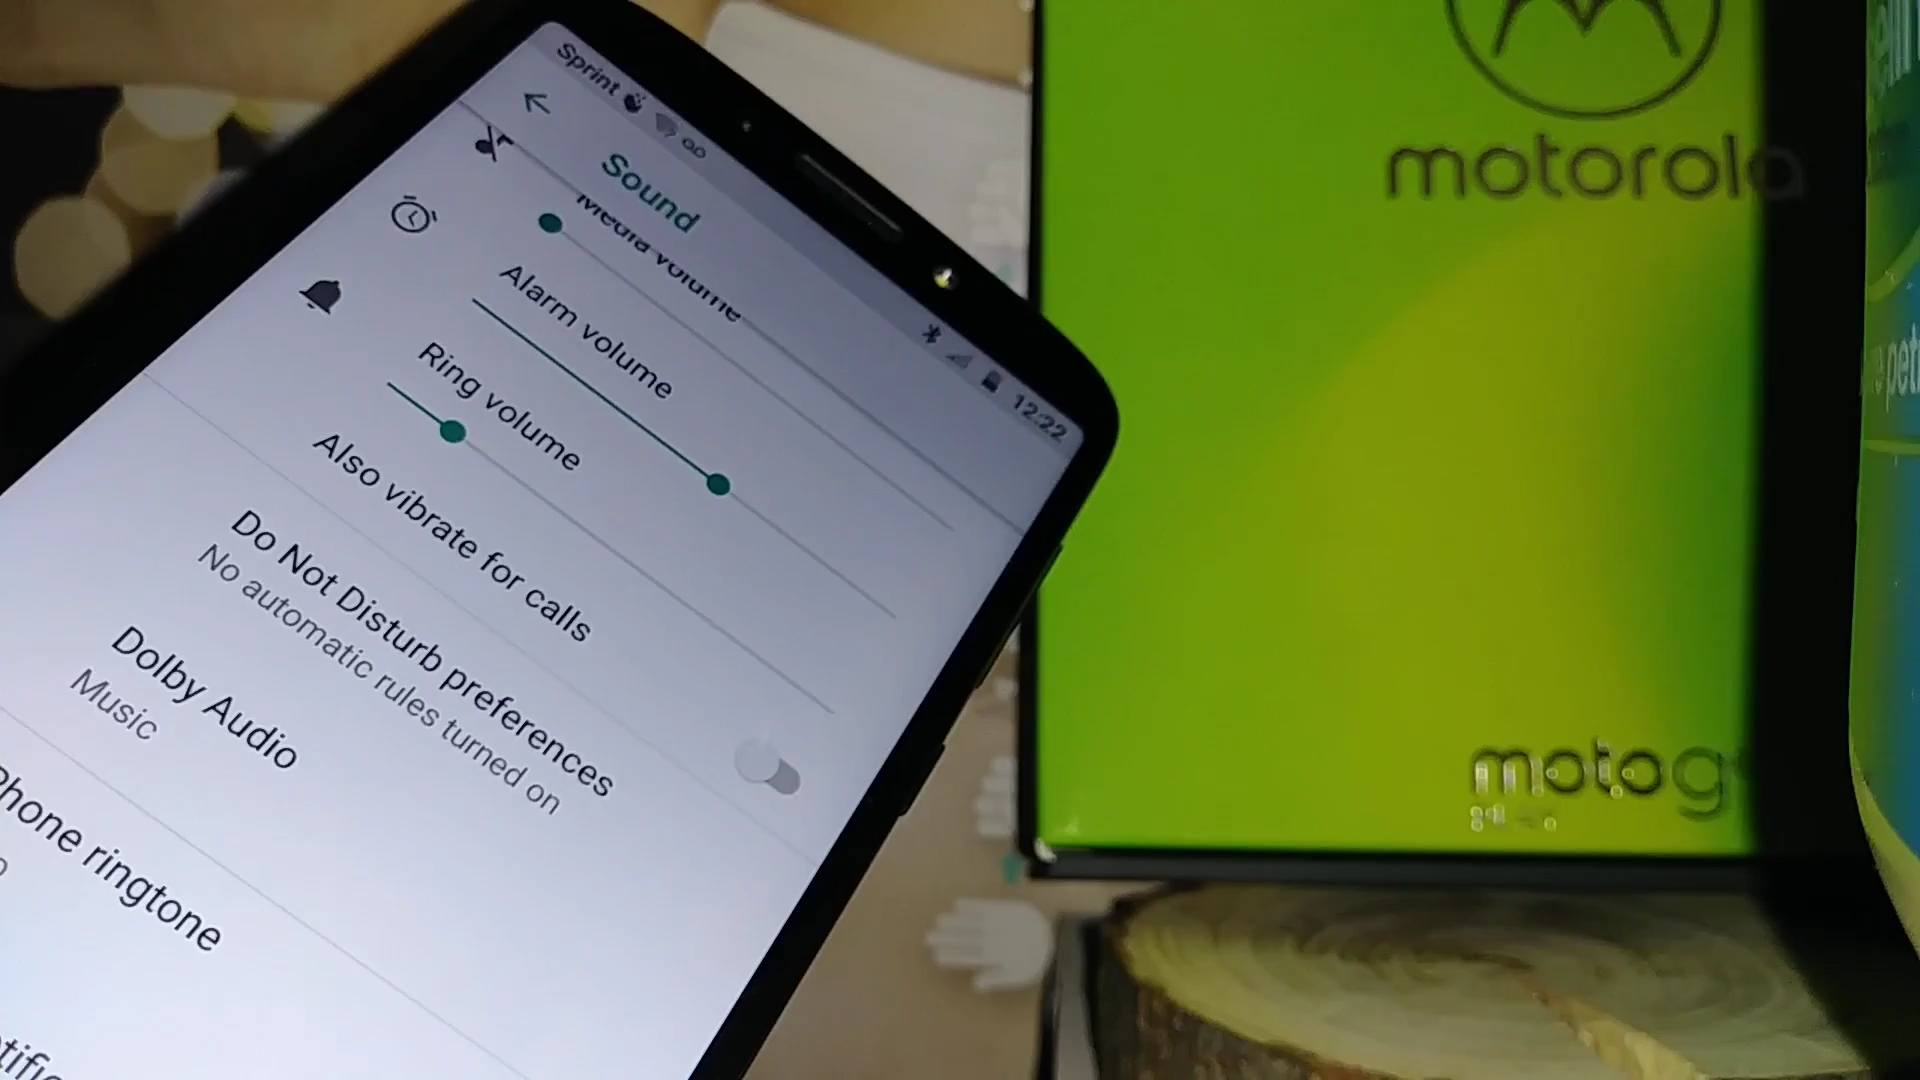 Sprint
12:22
Sound
Media volume
Alarm volume
Ring volume
Also vibrate for calls
Do Not Disturb preferences
No automatic rules turned on
Dolby Audio
Music
Phone ringtone
motorola
moto g